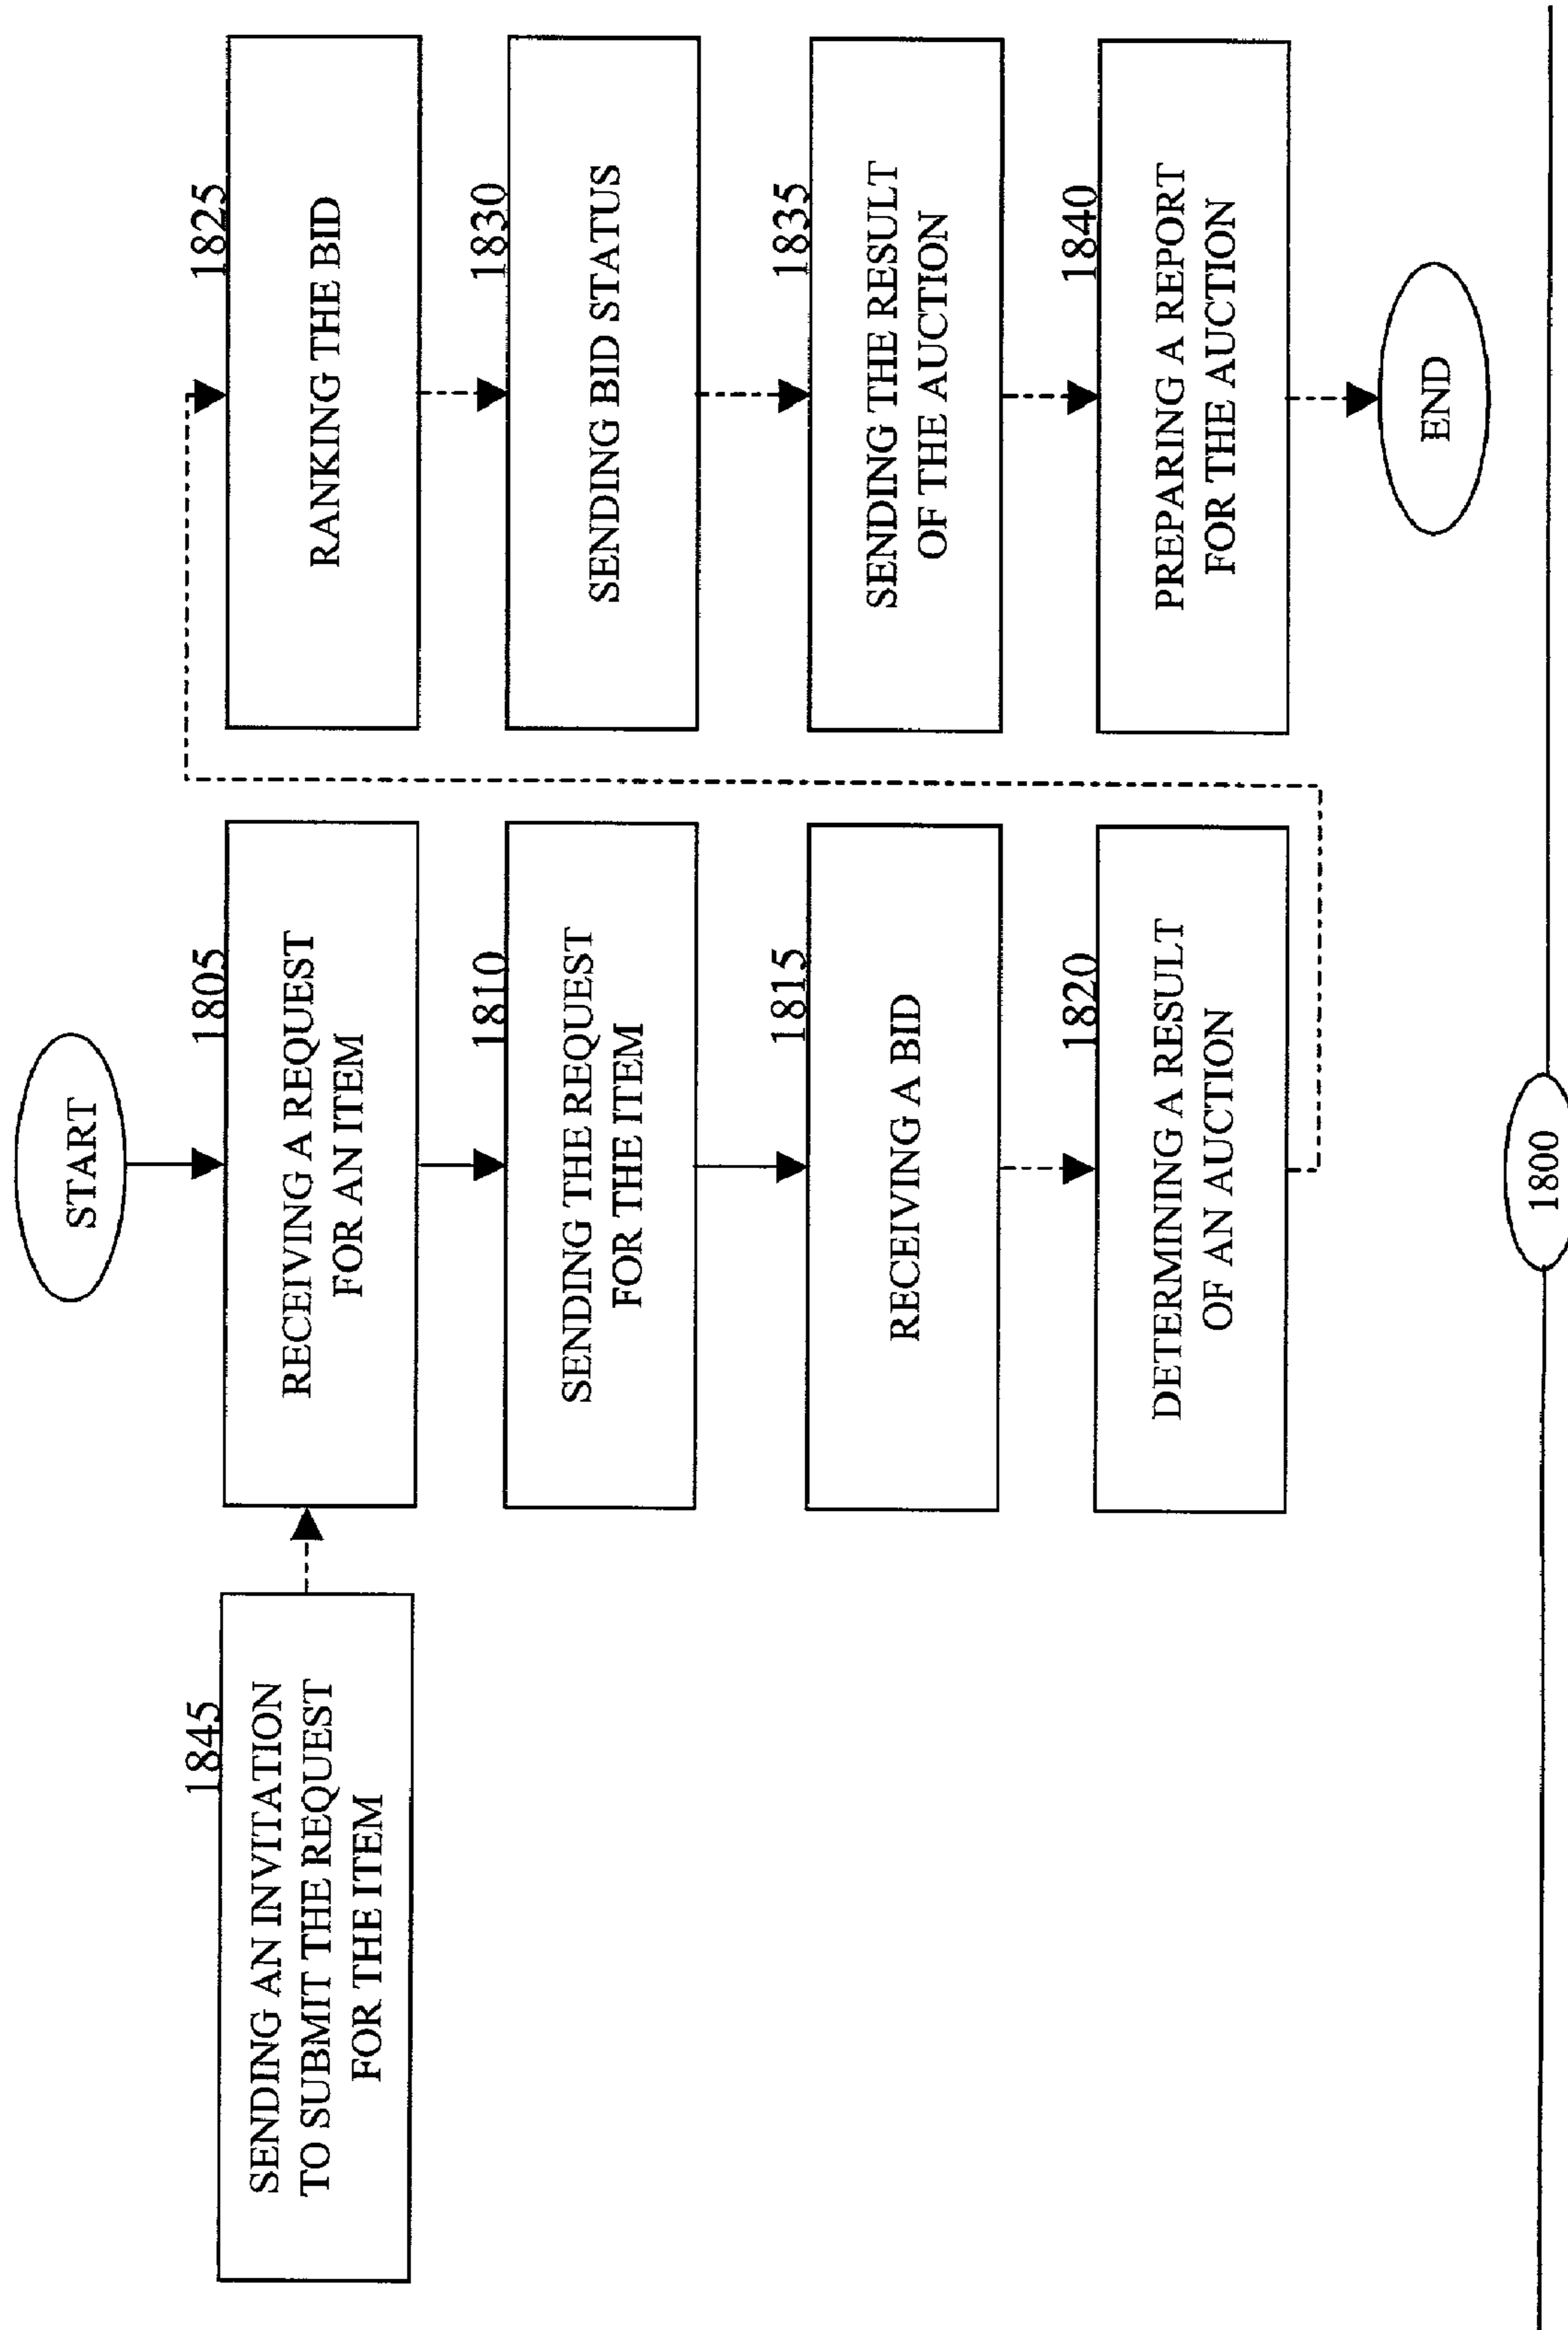 START
1845
SENDING AN INVITATION
TO SUBMIT THE REQUEST
FOR THE ITEM
1805
RECEIVING A REQUEST
FOR AN ITEM
1810
SENDING THE REQUEST
FOR THE ITEM
1815
RECEIVING A BID
1820
DETERMINING A RESULT
OF AN AUCTION
1825
RANKING THE BID
1830
SENDING BID STATUS
1835
SENDING THE RESULT
OF THE AUCTION
1840
PREPARING A REPORT
FOR THE AUCTION
END
1800